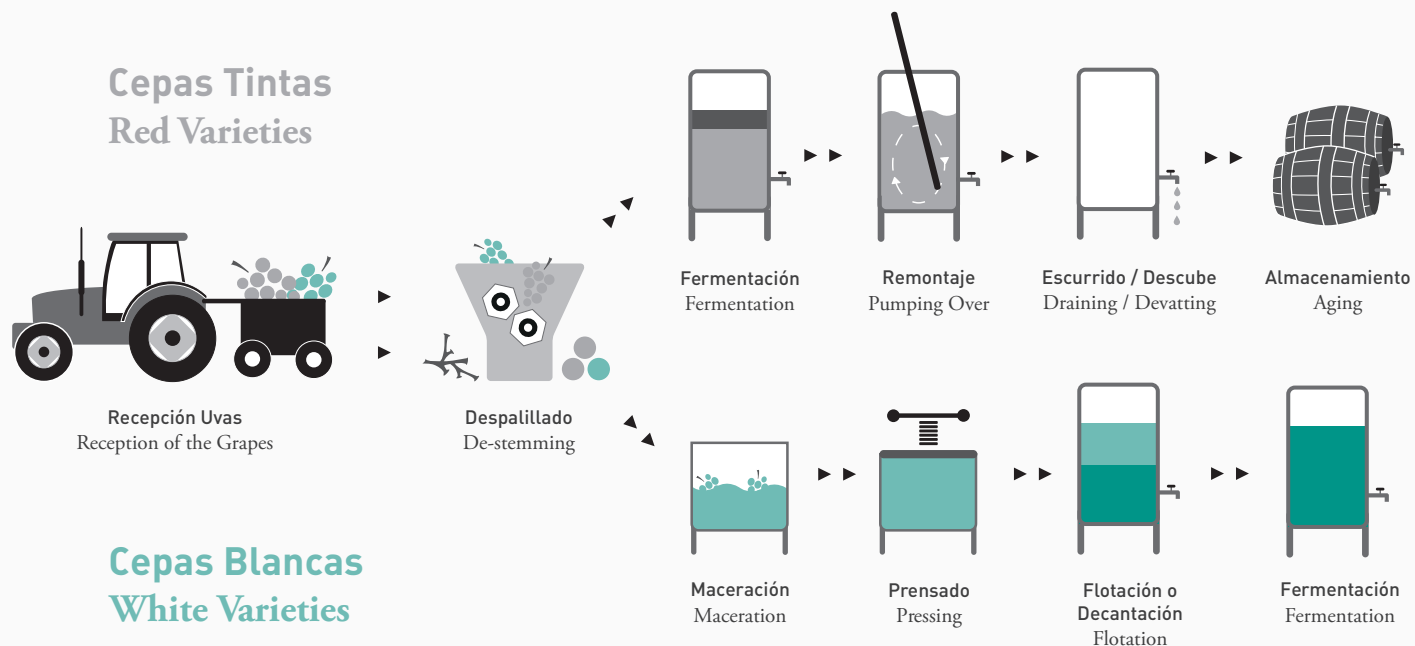 Cepas Tintas
Red Varieties
Fermentación
Fermentation
Remontaje
Pumping Over
Escurrido / Descube
Draining / Devatting
Almacenamiento
Aging
Recepción Uvas
Reception of the Grapes
Despalillado
De-stemming
Cepas Blancas
White Varieties
Maceración
Maceration
Prensado
Pressing
Flotación o
Decantación
Flotation
Fermentación
Fermentation